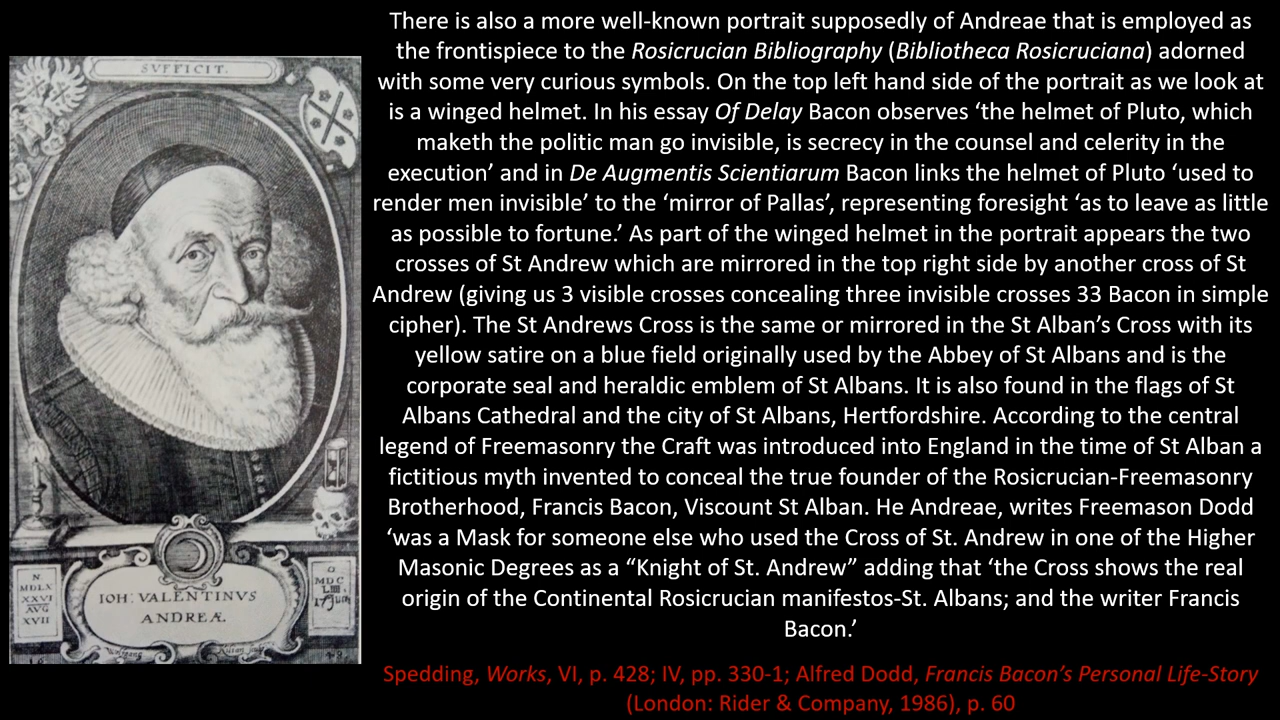 SVFFICIT.
IOH: VALENTINVS
ANDREÆ.
N
MDLX
XXVI
AVG
XVII
MDC
LIIII
There is also a more well-known portrait supposedly of Andreae that is employed as
the frontispiece to the Rosicrucian Bibliography (Bibliotheca Rosicruciana) adorned
with some very curious symbols. On the top left hand side of the portrait as we look at
is a winged helmet. In his essay Of Delay Bacon observes ‘the helmet of Pluto, which
maketh the politic man go invisible, is secrecy in the counsel and celerity in the
execution’ and in De Augmentis Scientiarum Bacon links the helmet of Pluto ‘used to
render men invisible’ to the ‘mirror of Pallas’, representing foresight ‘as to leave as little
as possible to fortune.’ As part of the winged helmet in the portrait appears the two
crosses of St Andrew which are mirrored in the top right side by another cross of St
Andrew (giving us 3 visible crosses concealing three invisible crosses 33 Bacon in simple
cipher). The St Andrews Cross is the same or mirrored in the St Alban’s Cross with its
yellow satire on a blue field originally used by the Abbey of St Albans and is the
corporate seal and heraldic emblem of St Albans. It is also found in the flags of St
Albans Cathedral and the city of St Albans, Hertfordshire. According to the central
legend of Freemasonry the Craft was introduced into England in the time of St Alban a
fictitious myth invented to conceal the true founder of the Rosicrucian-Freemasonry
Brotherhood, Francis Bacon, Viscount St Alban. He Andreae, writes Freemason Dodd
‘was a Mask for someone else who used the Cross of St. Andrew in one of the Higher
Masonic Degrees as a “Knight of St. Andrew” adding that ‘the Cross shows the real
origin of the Continental Rosicrucian manifestos-St. Albans; and the writer Francis
Bacon.’
Spedding, Works, VI, p. 428; IV, pp. 330-1; Alfred Dodd, Francis Bacon’s Personal Life-Story
(London: Rider & Company, 1986), p. 60